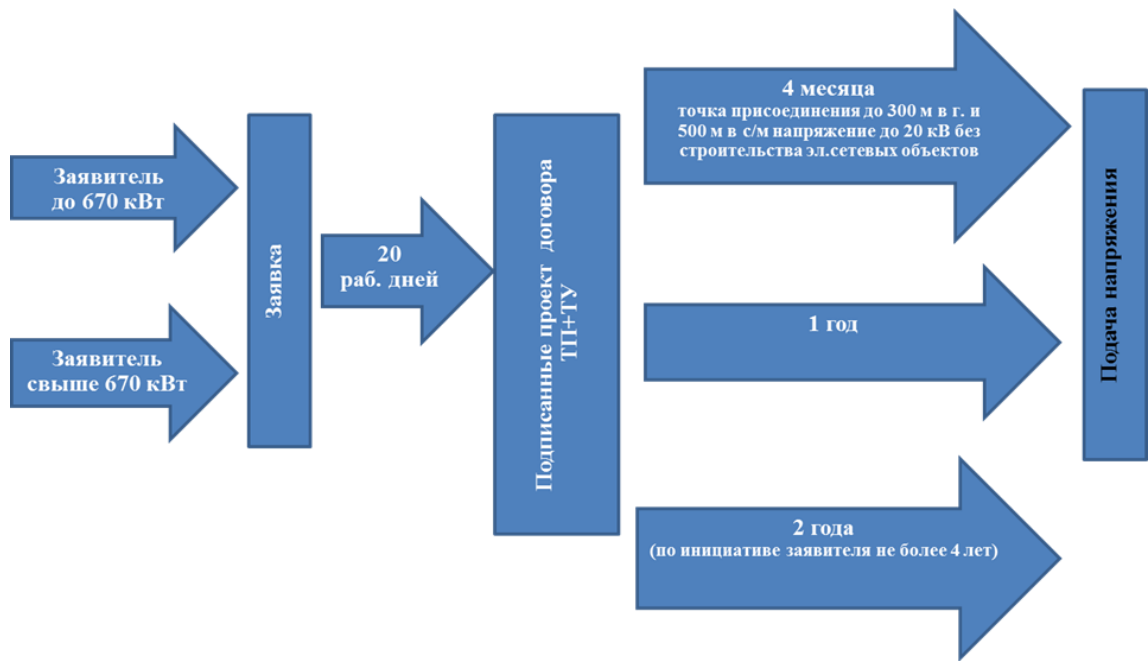 Заявитель
до 670 кВт
Заявитель
свыше 670 кВт
Заявка
20
раб. дней
Подписанные проект договора
ТП+ТУ
4 месяца
точка присоединения до 300 м в г. и
500 м в с/м напряжение до 20 кВ без
строительства эл.сетевых объектов
1 год
2 года
(по инициативе заявителя не более 4 лет)
Подача напряжения